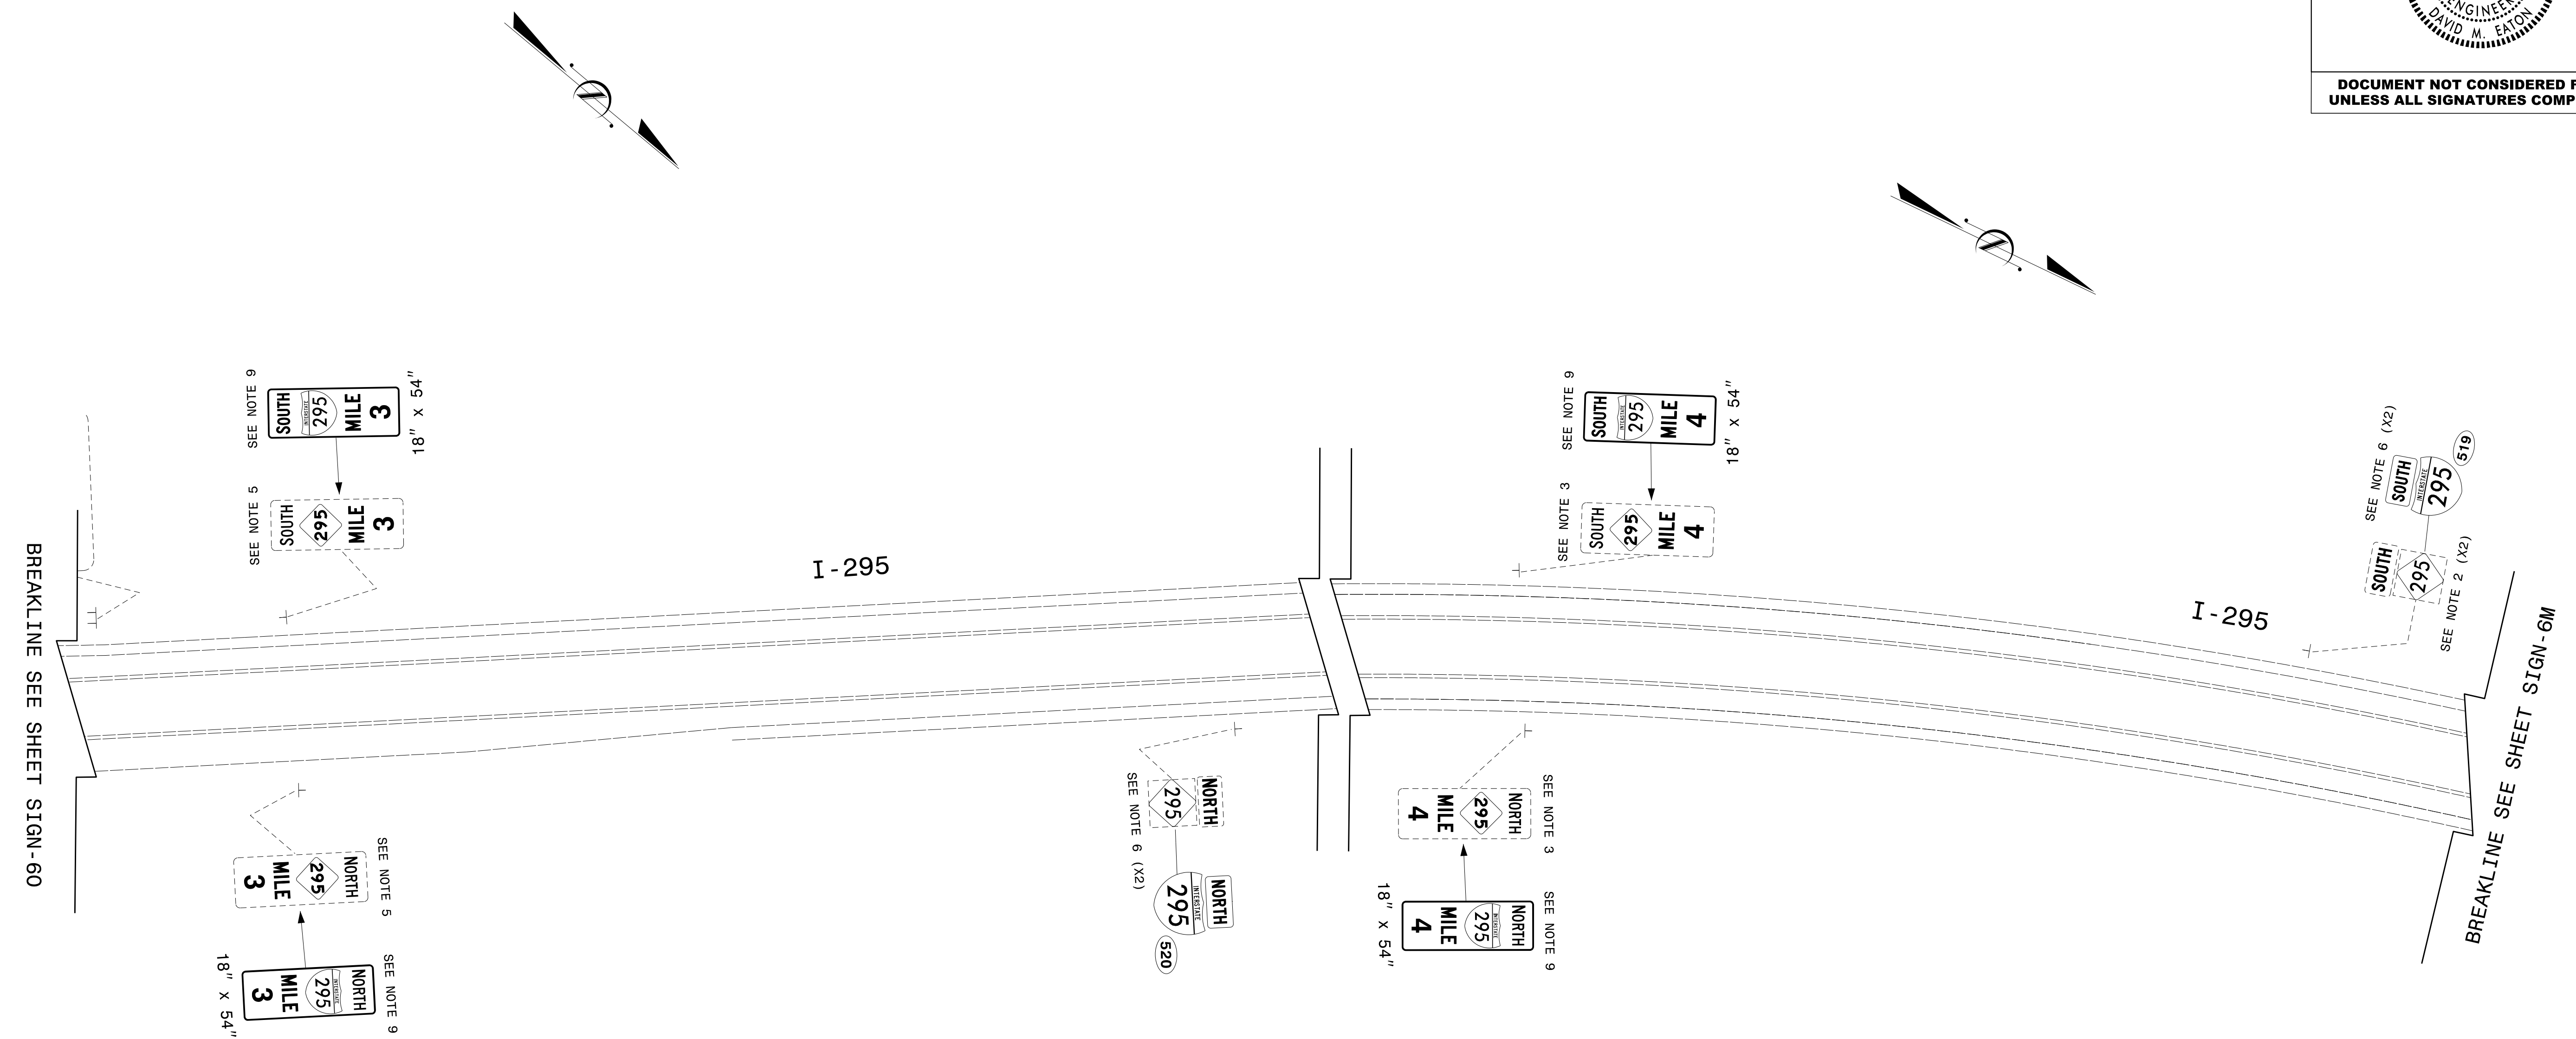 ENGINEER
DAVID M. EATON
DOCUMENT NOT CONSIDERED F
UNLESS ALL SIGNATURES COMP
SEE NOTE 9
SOUTH
INTERSTATE
295
MILE
3
18" x 54"
SEE NOTE 5
SOUTH
295
MILE
3
SEE NOTE 9
SOUTH
INTERSTATE
295
MILE
4
18" x 54"
SEE NOTE 3
SOUTH
295
MILE
4
SEE NOTE 6 (X2)
SOUTH
INTERSTATE
295
519
SOUTH
295
SEE NOTE 2 (X2)
I-295
I-295
BREAKLINE SEE SHEET SIGN-60
BREAKLINE SEE SHEET SIGN-6M
NORTH
295
MILE
3
SEE NOTE 5
NORTH
INTERSTATE
295
MILE
3
SEE NOTE 9
18" x 54"
NORTH
295
SEE NOTE 6 (X2)
NORTH
INTERSTATE
295
520
NORTH
295
MILE
4
SEE NOTE 3
NORTH
INTERSTATE
295
MILE
4
SEE NOTE 9
18" x 54"